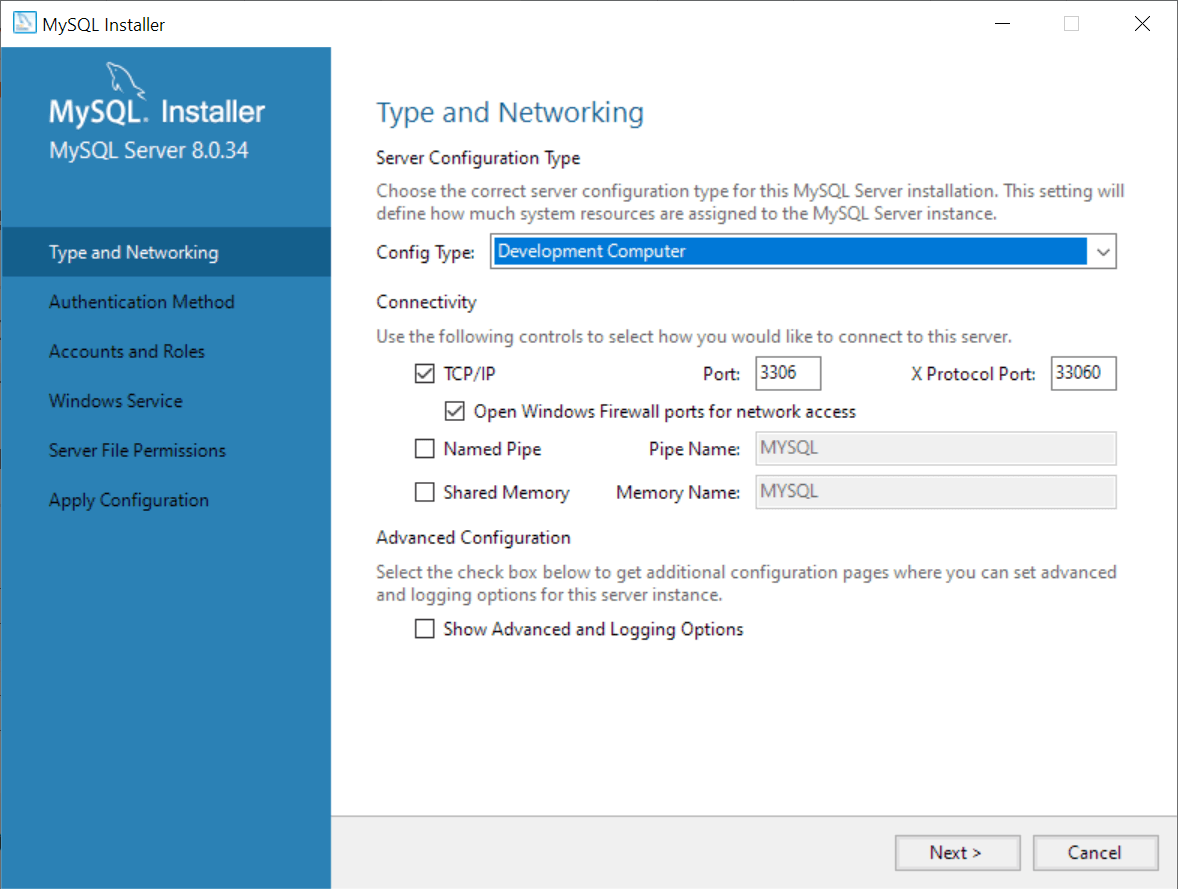 MySQL Installer
MySQL. Installer
MySQL Server 8.0.34
Type and Networking
Authentication Method
Accounts and Roles
Windows Service
Server File Permissions
Apply Configuration
Type and Networking
Server Configuration Type
Choose the correct server configuration type for this MySQL Server installation. This setting will
define how much system resources are assigned to the MySQL Server instance.
Config Type: Development Computer
Connectivity
Use the following controls to select how you would like to connect to this server.
TCP/IP Port: 3306 X Protocol Port: 33060
Open Windows Firewall ports for network access
Named Pipe Pipe Name: MYSQL
Shared Memory Memory Name: MYSQL
Advanced Configuration
Select the check box below to get additional configuration pages where you can set advanced
and logging options for this server instance.
Show Advanced and Logging Options
Next > Cancel